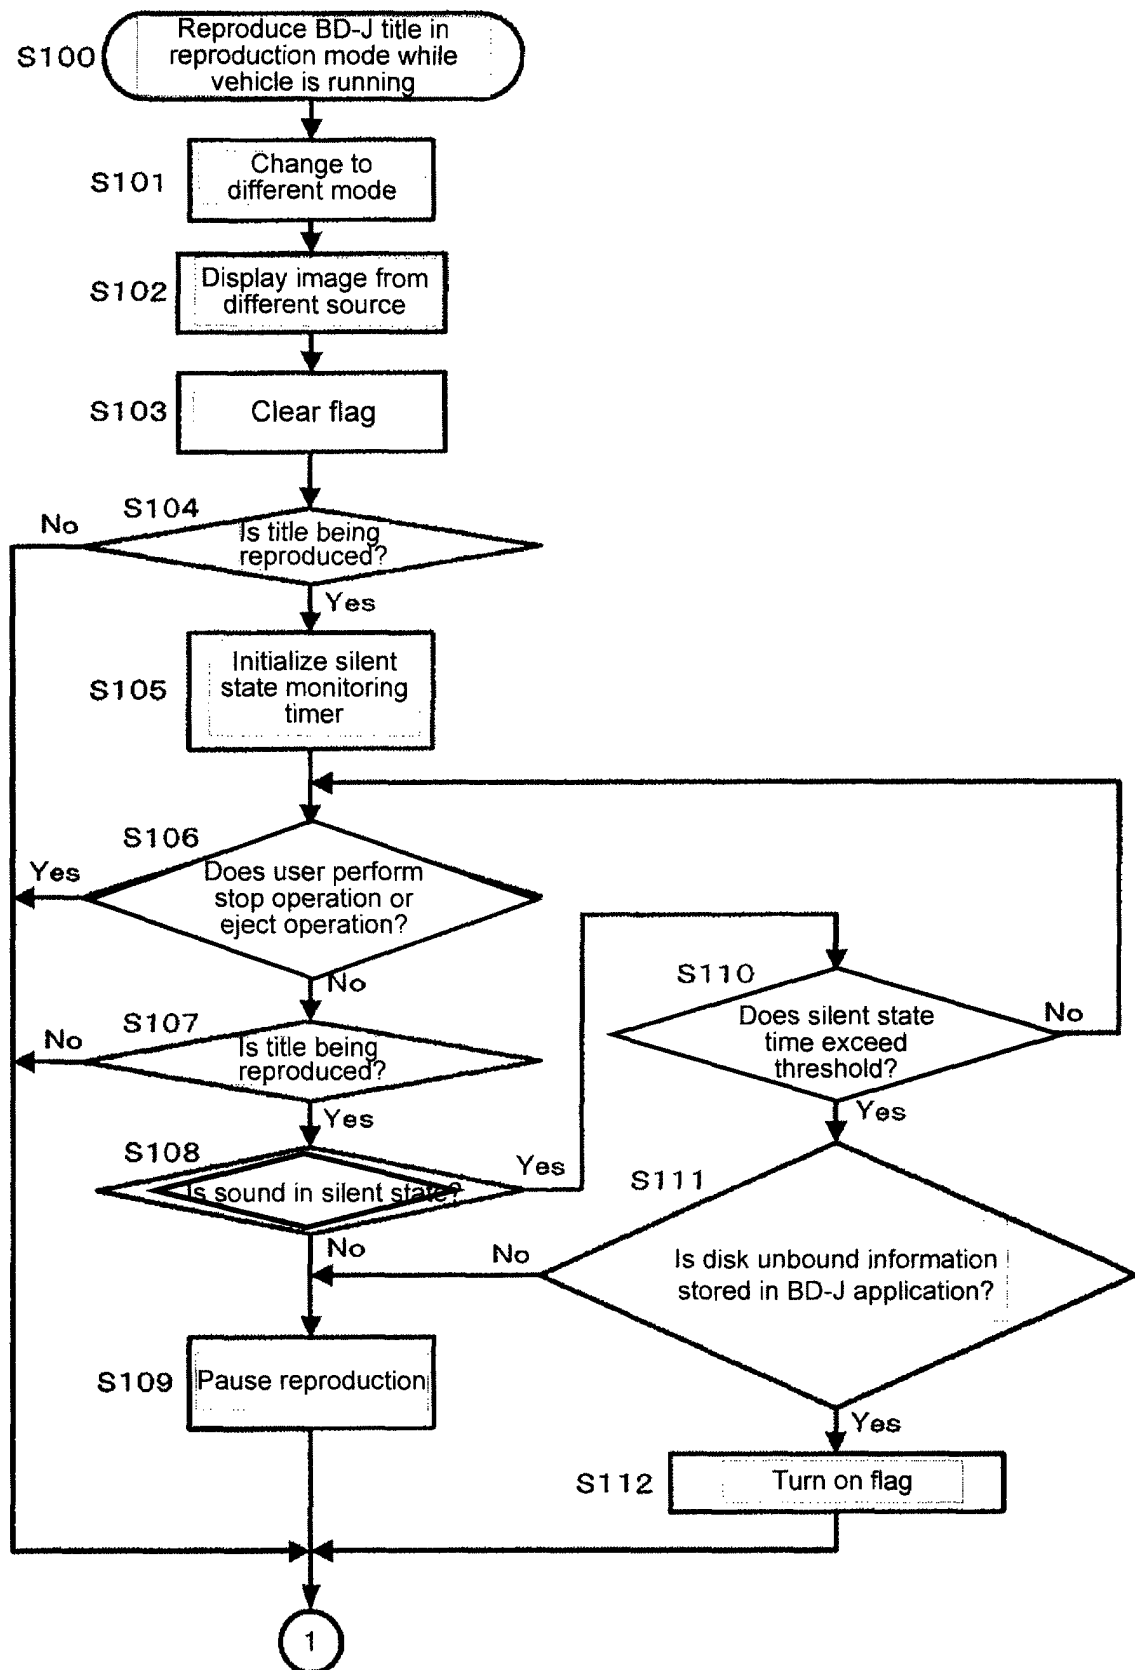 Reproduce BD-J title in
reproduction mode while
vehicle is running
S100
Change to
different mode
S101
Display image from
different source
S102
Clear flag
S103
S104
No
Is title being
reproduced?
Yes
Initialize silent
state monitoring
timer
S105
S106
Yes
Does user perform
stop operation or
eject operation?
No
S107
No
Is title being
reproduced?
Yes
S108
Is sound in silent state?
Yes
No
S110
Does silent state
time exceed
threshold?
No
Yes
S111
No
Is disk unbound information
stored in BD-J application?
Yes
S109
Pause reproduction
S112
Turn on flag
1